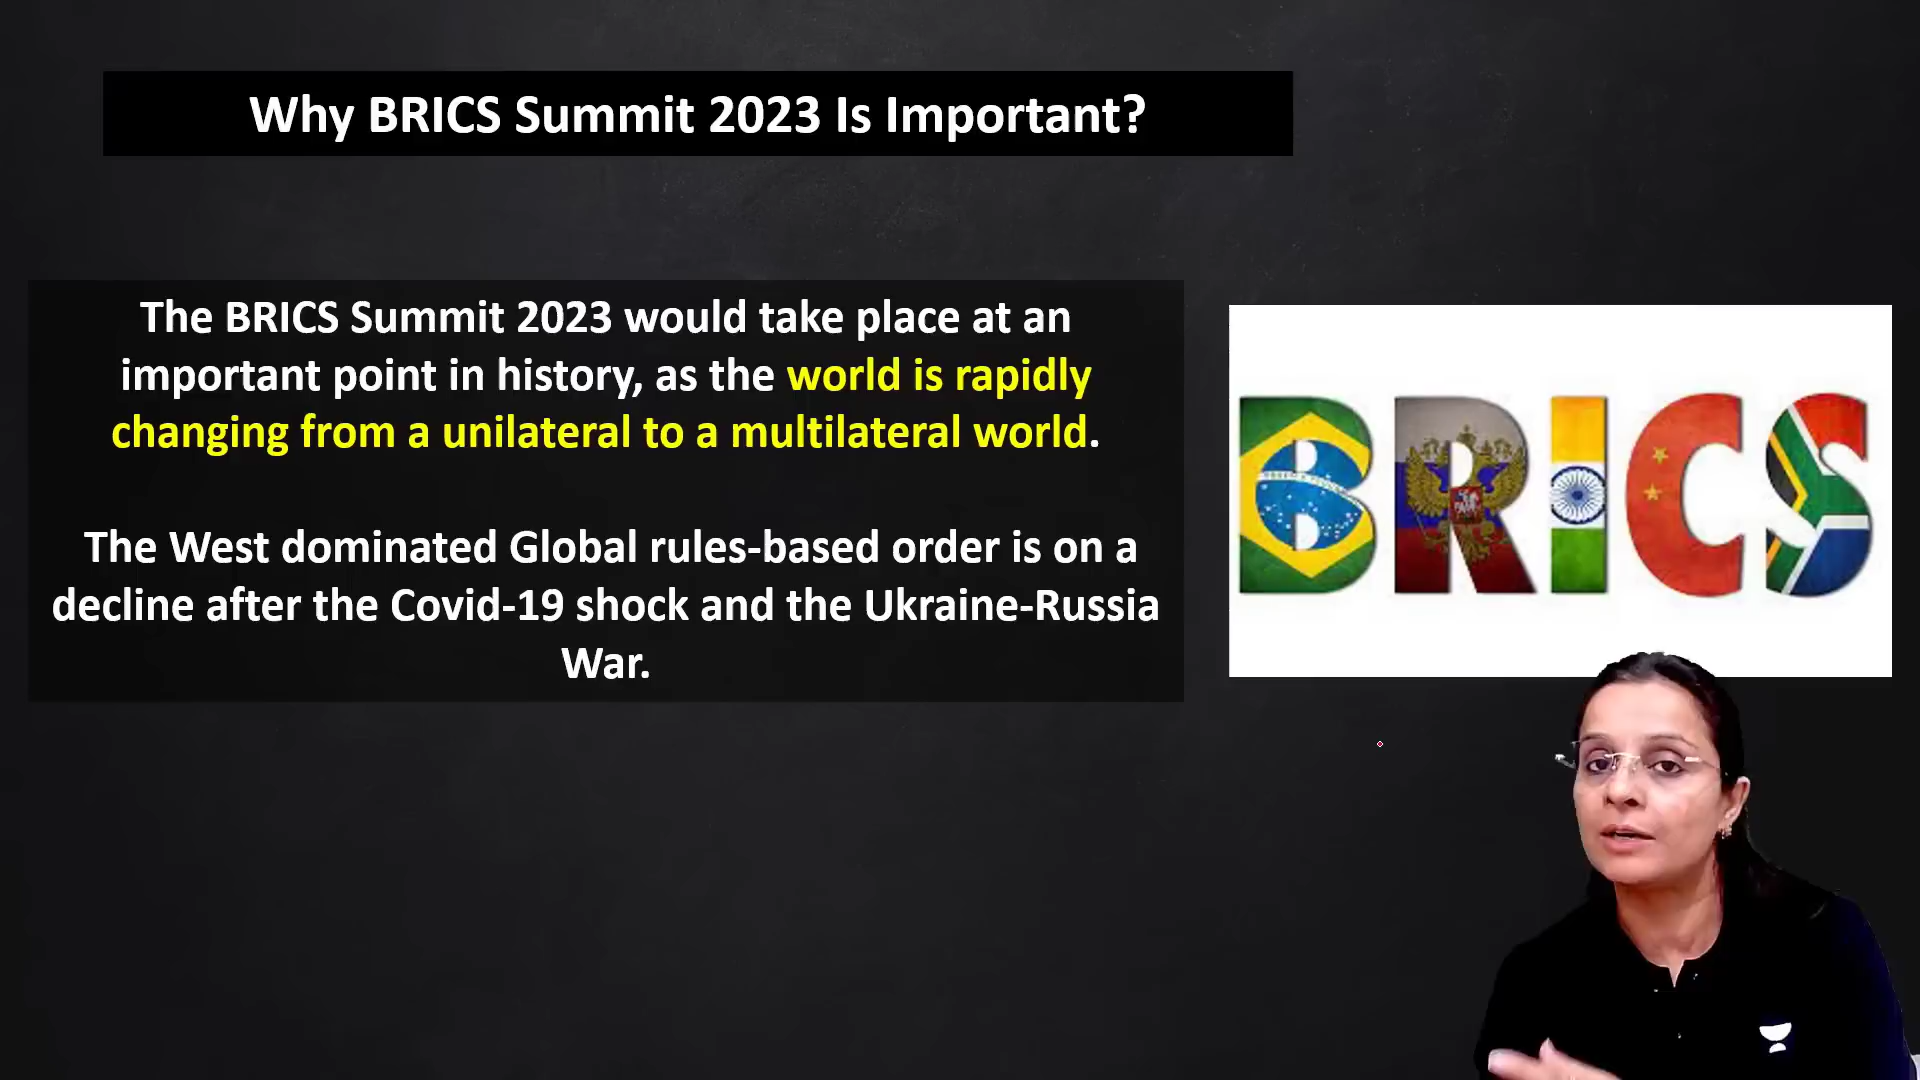 Why BRICS Summit 2023 Is Important?
The BRICS Summit 2023 would take place at an
important point in history, as the world is rapidly
changing from a unilateral to a multilateral world.
The West dominated Global rules-based order is on a
decline after the Covid-19 shock and the Ukraine-Russia
War.
BRICS